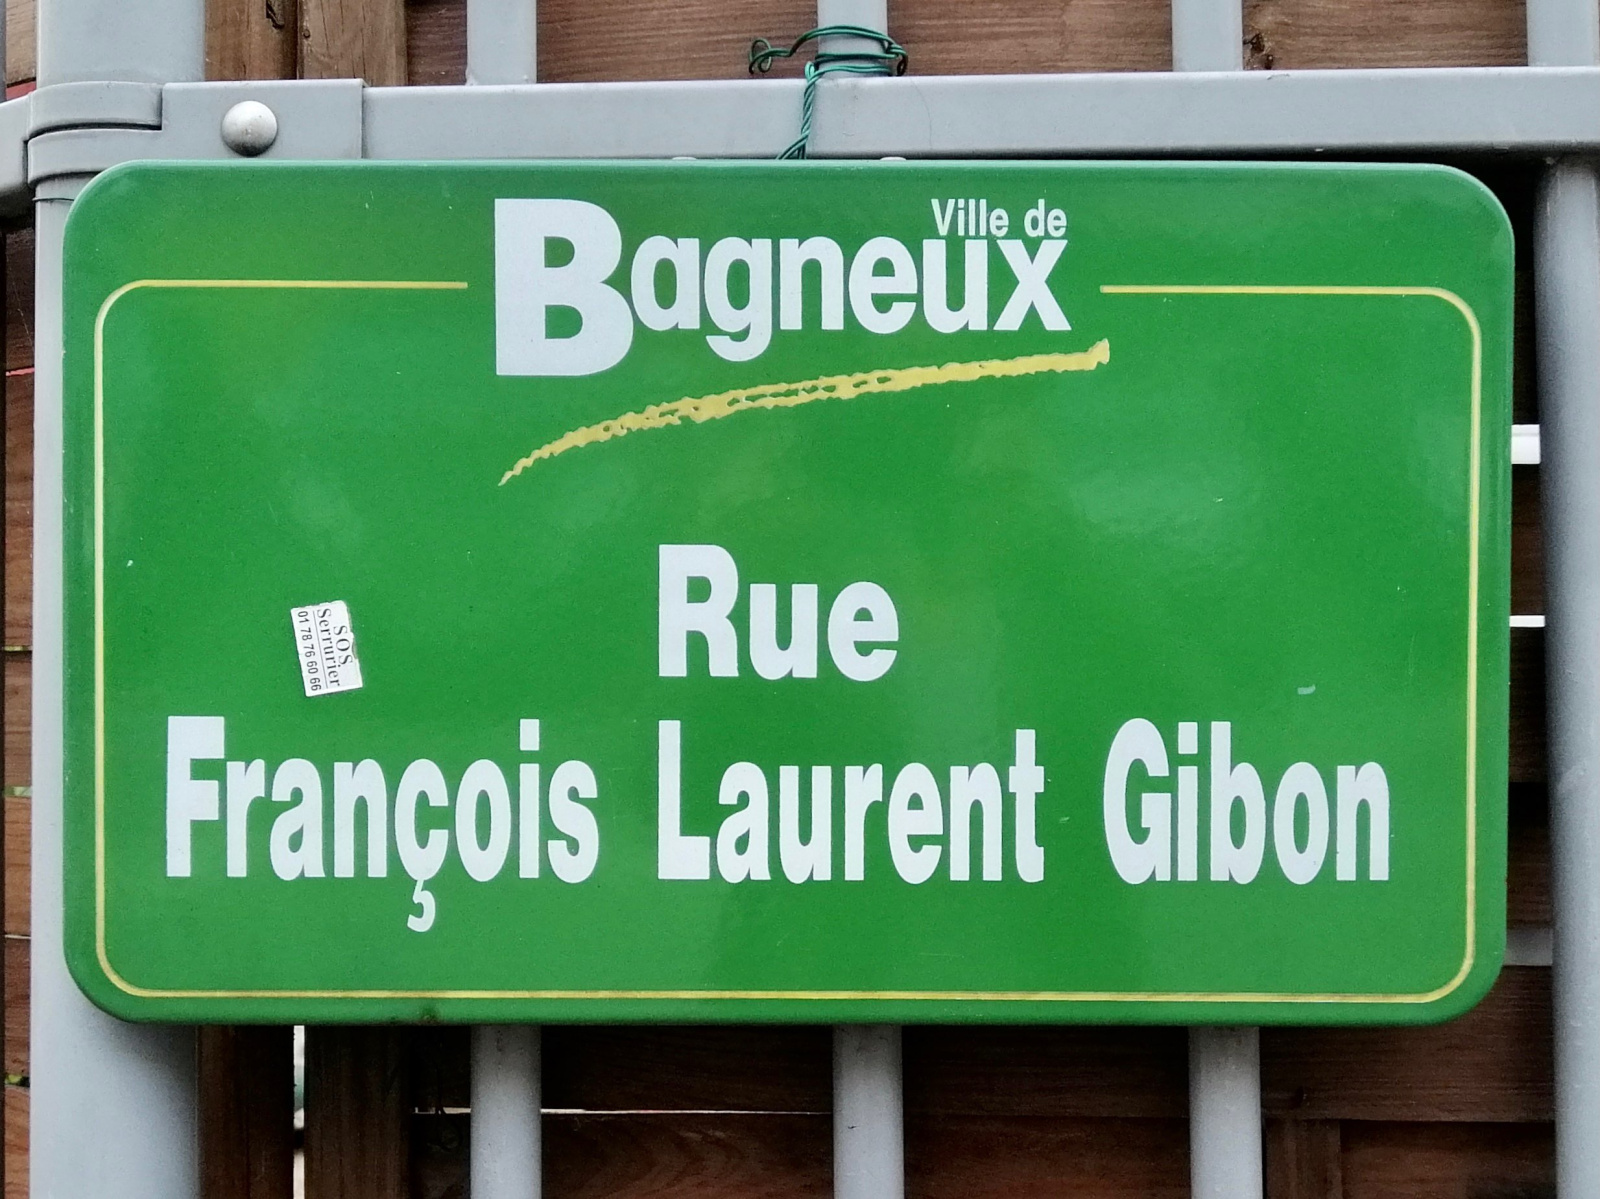 Ville de
Bagneux
Rue
François Laurent Gibon
SOS
Serrurier
01 78 76 60 66